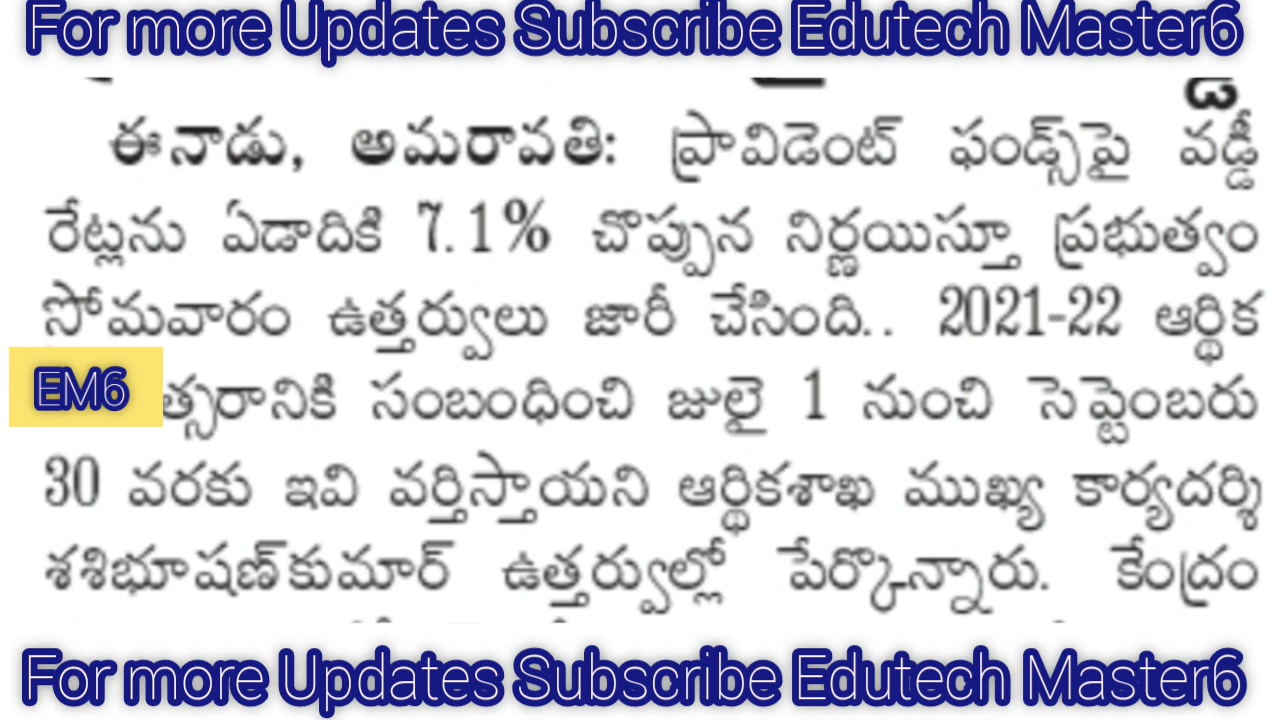 For more Updates Subscribe Edutech Master6
ఈనాడు, అమరావతి: ప్రావిడెంట్ ఫండ్స్‌పై వడ్డీ
రేట్లను ఏడాదికి 7.1% చొప్పున నిర్ణయిస్తూ ప్రభుత్వం
సోమవారం ఉత్తర్వులు జారీ చేసింది.. 2021-22 ఆర్థిక
EM6 త్సరానికి సంబంధించి జులై 1 నుంచి సెప్టెంబరు
30 వరకు ఇవి వర్తిస్తాయని ఆర్థికశాఖ ముఖ్య కార్యదర్శి
శశిభూషణ్‌కుమార్ ఉత్తర్వుల్లో పేర్కొన్నారు. కేంద్రం
For more Updates Subscribe Edutech Master6